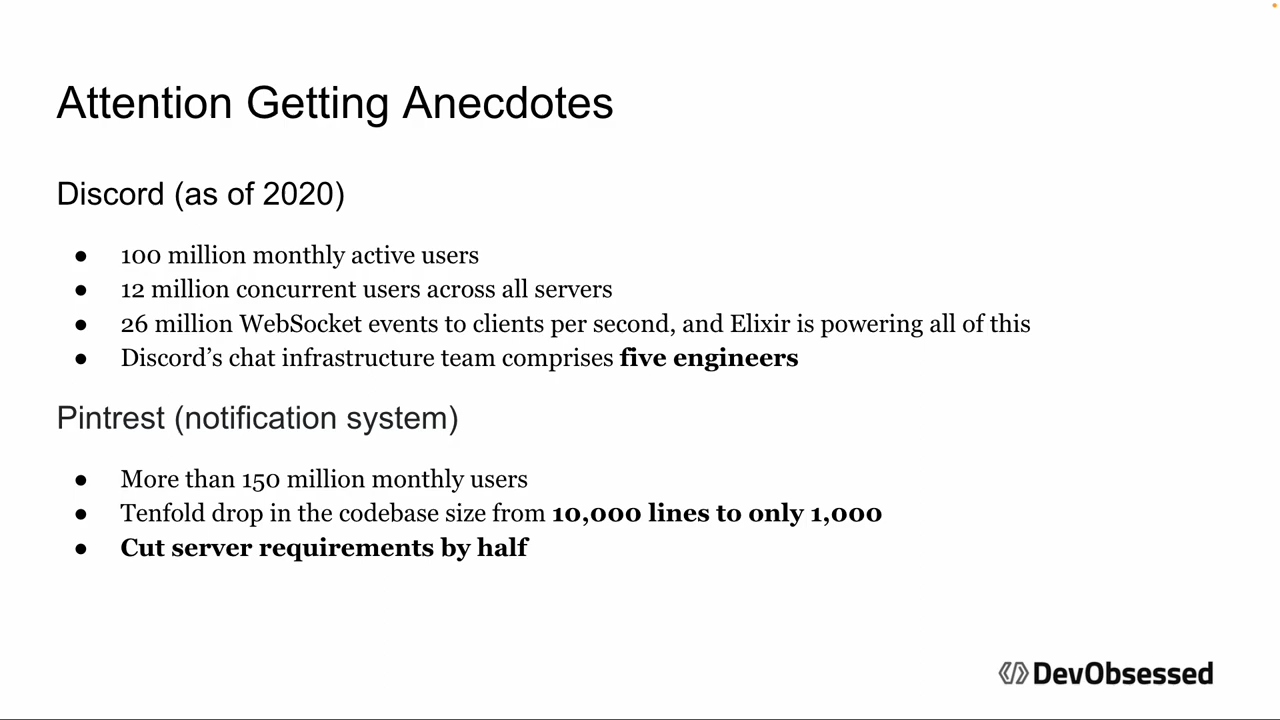 Attention Getting Anecdotes
Discord (as of 2020)
● 100 million monthly active users
● 12 million concurrent users across all servers
● 26 million WebSocket events to clients per second, and Elixir is powering all of this
● Discord’s chat infrastructure team comprises five engineers
Pintrest (notification system)
● More than 150 million monthly users
● Tenfold drop in the codebase size from 10,000 lines to only 1,000
● Cut server requirements by half
DevObsessed